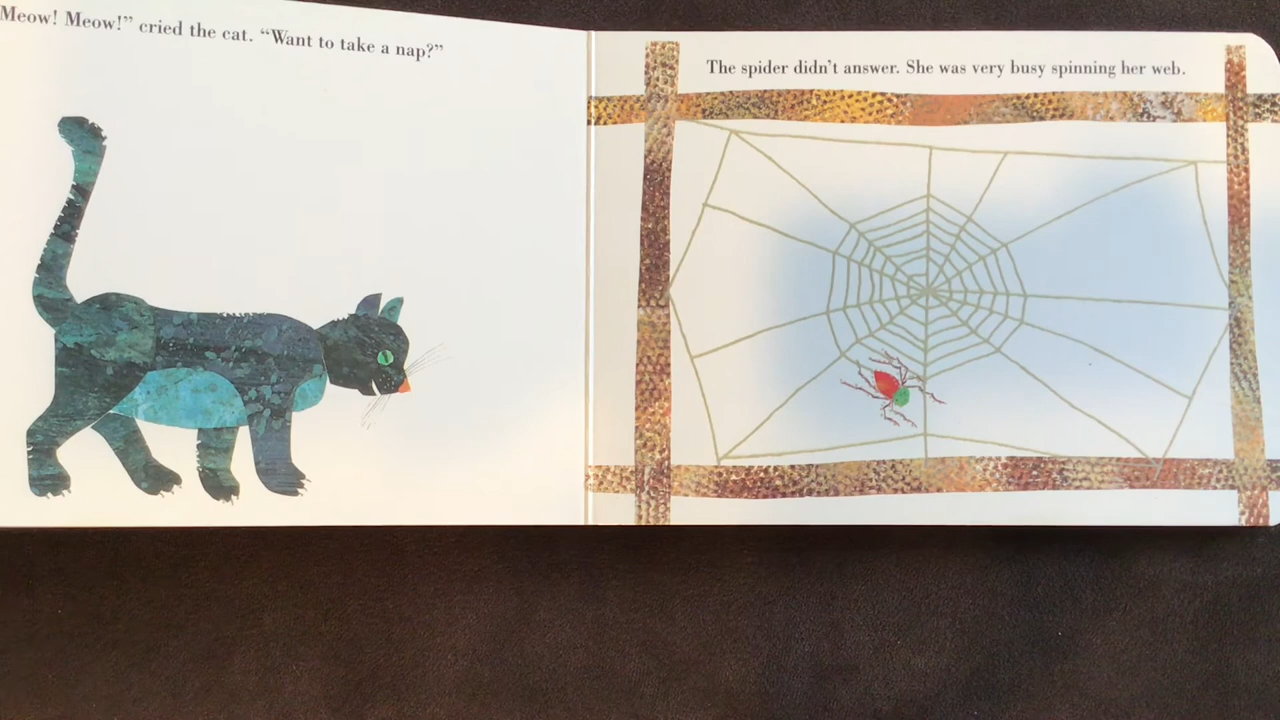 Meow! Meow!” cried the cat. “Want to take a nap?”
The spider didn’t answer. She was very busy spinning her web.